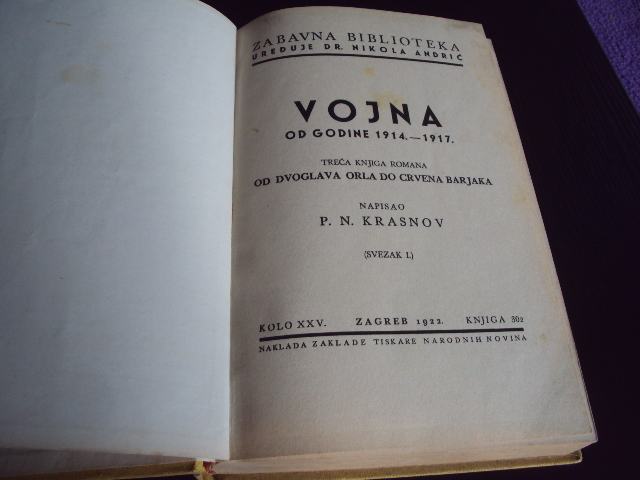 ZABAVNA BIBLIOTEKA
UREĐUJE DR. NIKOLA ANDRIĆ
VOJNA
OD GODINE 1914.—1917.
TREĆA KNJIGA ROMANA
OD DVOGLAVA ORLA DO CRVENA BARJAKA
NAPISAO
P. N. KRASNOV
(SVEZAK I.)
KOLO XXV. ZAGREB 1922. KNJIGA 302
NAKLADA ZAKLADE TISKARE NARODNIH NOVINA